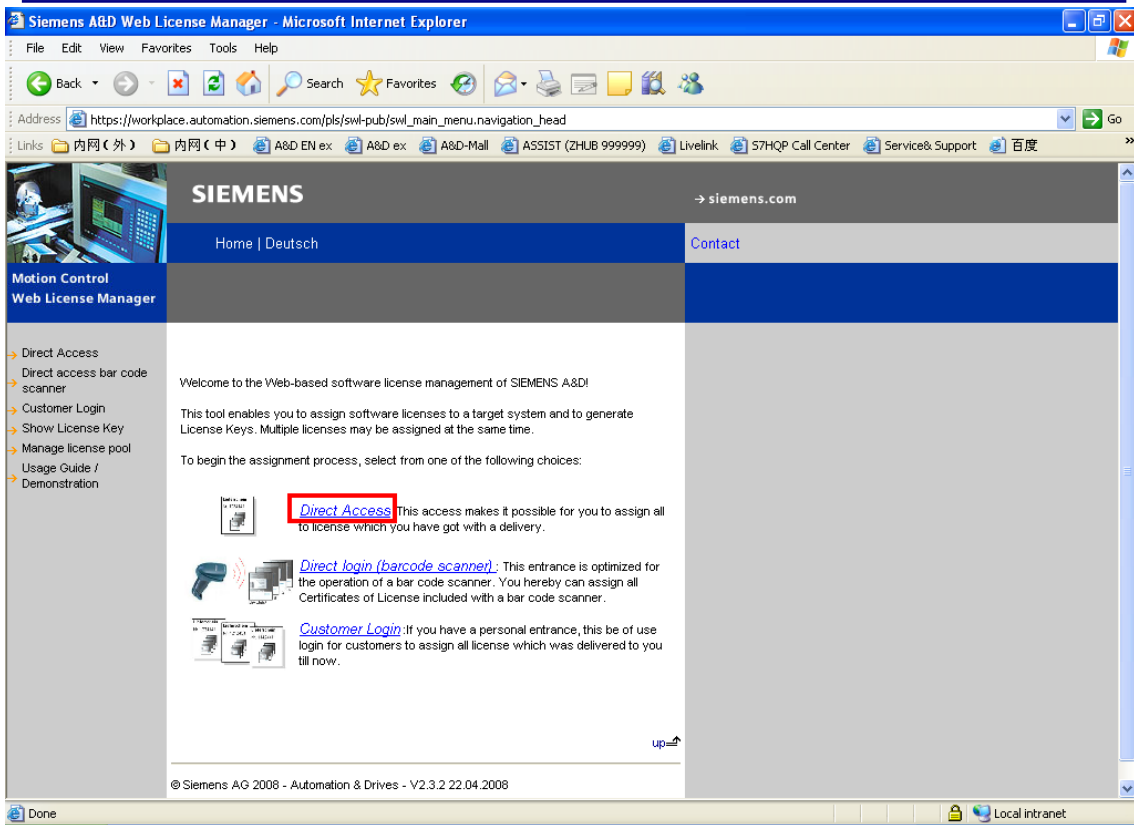 Siemens A&D Web License Manager - Microsoft Internet Explorer
File Edit View Favorites Tools Help
Back Search Favorites
Address https://workplace.automation.siemens.com/pls/swl-pub/swl_main_menu.navigation_head Go
Links 内网(外) 内网(中) A&D EN ex A&D ex A&D-Mall ASSIST (ZHUB 999999) Livelink S7HQP Call Center Service& Support 百度 »
SIEMENS
→ siemens.com
Home | Deutsch
Contact
Motion Control
Web License Manager
Direct Access
Direct access bar code
scanner
Customer Login
Show License Key
Manage license pool
Usage Guide /
Demonstration
Welcome to the Web-based software license management of SIEMENS A&D!
This tool enables you to assign software licenses to a target system and to generate
License Keys. Multiple licenses may be assigned at the same time.
To begin the assignment process, select from one of the following choices:
Direct Access This access makes it possible for you to assign all
to license which you have got with a delivery.
Direct login (barcode scanner) : This entrance is optimized for
the operation of a bar code scanner. You hereby can assign all
Certificates of License included with a bar code scanner.
Customer Login :If you have a personal entrance, this be of use
login for customers to assign all license which was delivered to you
till now.
up
© Siemens AG 2008 - Automation & Drives - V2.3.2 22.04.2008
Done
Local intranet